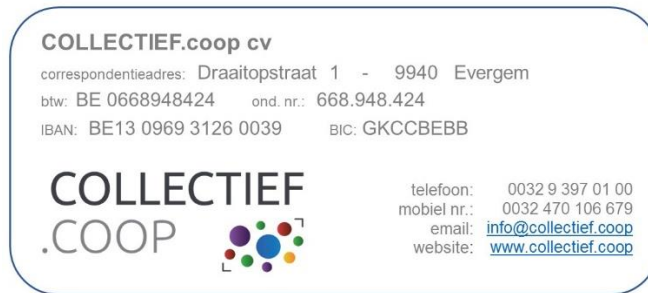 COLLECTIEF.coop cv
correspondentieadres: Draaitopstraat 1 - 9940 Evergem
btw: BE 0668948424 ond. nr.: 668.948.424
IBAN: BE13 0969 3126 0039 BIC: GKCCBEBB
COLLECTIEF
.COOP
telefoon: 0032 9 397 01 00
mobiel nr.: 0032 470 106 679
email: info@collectief.coop
website: www.collectief.coop